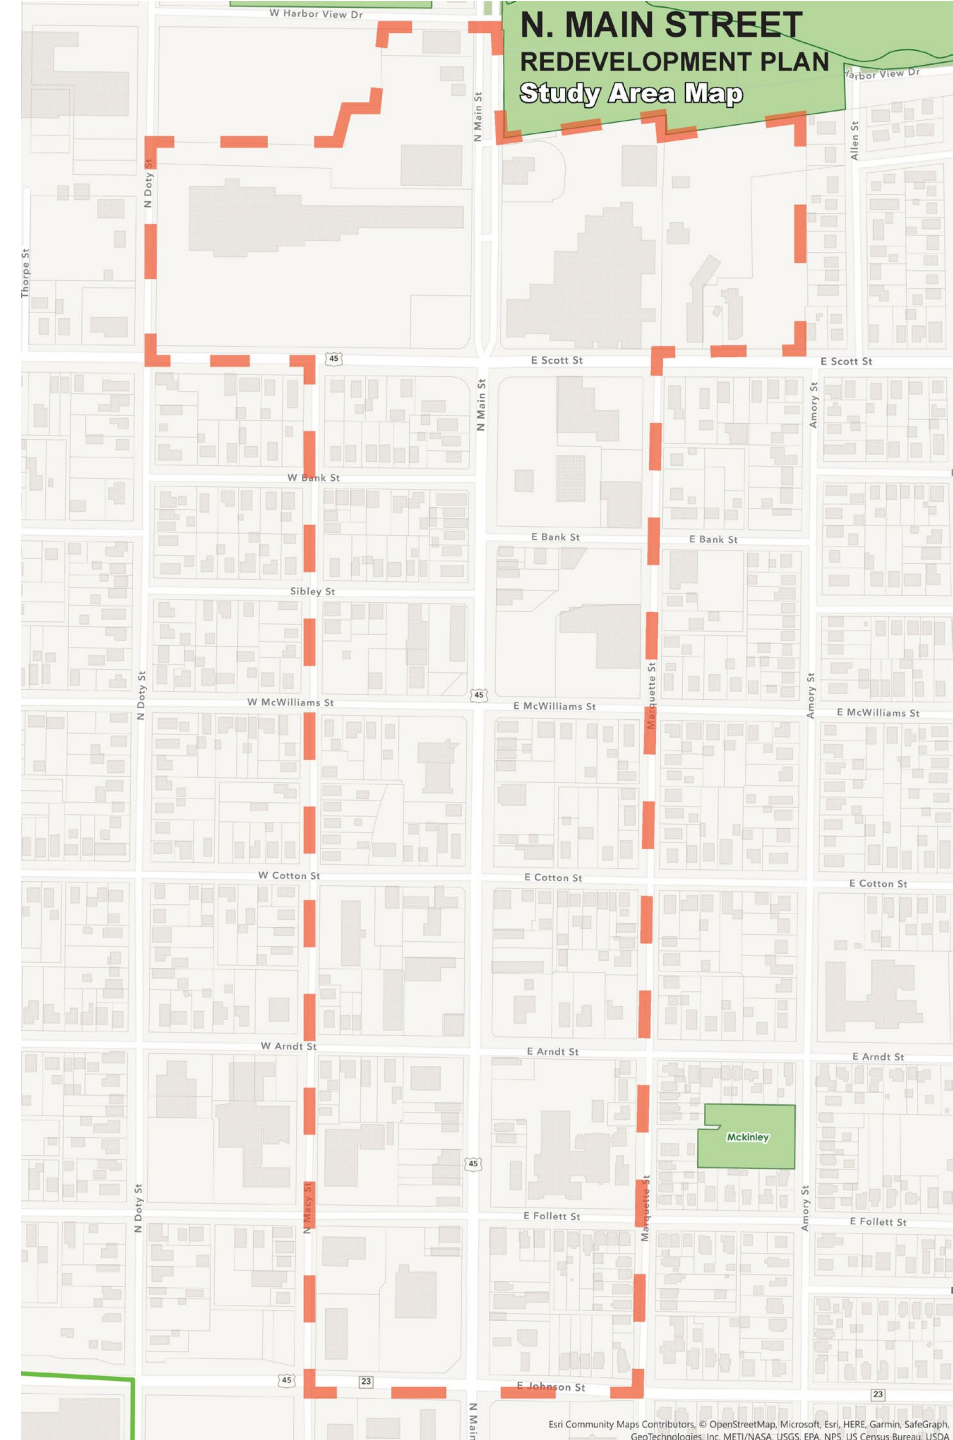 W Harbor View Dr
N. MAIN STREET
REDEVELOPMENT PLAN
Study Area Map
Harbor View Dr
N Main St
Allen St
N Doty St
Thorpe St
45
E Scott St
E Scott St
N Main St
Amory St
W Bank St
E Bank St
E Bank St
Sibley St
N Doty St
Marquette St
Amory St
45
W McWilliams St
E McWilliams St
E McWilliams St
W Cotton St
E Cotton St
E Cotton St
W Arndt St
E Arndt St
E Arndt St
Mckinley
45
N Doty St
N Macy St
Marquette St
Amory St
E Follett St
E Follett St
45
23
E Johnson St
23
N Main
Esri Community Maps Contributors, © OpenStreetMap, Microsoft, Esri, HERE, Garmin, SafeGraph,
GeoTechnologies, Inc, METI/NASA, USGS, EPA, NPS, US Census Bureau, USDA